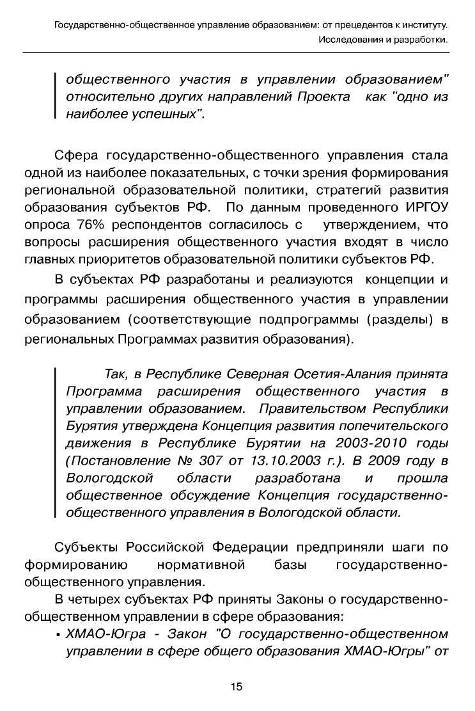 Государственно-общественное управление образованием: от прецедентов к институту.
Исследования и разработки.
общественного участия в управлении образованием"
относительно других направлений Проекта как "одно из
наиболее успешных".
Сфера государственно-общественного управления стала
одной из наиболее показательных, с точки зрения формирования
региональной образовательной политики, стратегий развития
образования субъектов РФ. По данным проведенного ИРГОУ
опроса 76% респондентов согласилось с утверждением, что
вопросы расширения общественного участия входят в число
главных приоритетов образовательной политики субъектов РФ.
В субъектах РФ разработаны и реализуются концепции и
программы расширения общественного участия в управлении
образованием (соответствующие подпрограммы (разделы) в
региональных Программах развития образования).
Так, в Республике Северная Осетия-Алания принята
Программа расширения общественного участия в
управлении образованием. Правительством Республики
Бурятия утверждена Концепция развития попечительского
движения в Республике Бурятии на 2003-2010 годы
(Постановление № 307 от 13.10.2003 г.). В 2009 году в
Вологодской области разработана и прошла
общественное обсуждение Концепция государственно-
общественного управления в Вологодской области.
Субъекты Российской Федерации предприняли шаги по
формированию нормативной базы государственно-
общественного управления.
В четырех субъектах РФ приняты Законы о государственно-
общественном управлении в сфере образования:
• ХМАО-Югра - Закон "О государственно-общественном
управлении в сфере общего образования ХМАО-Югры" от
15